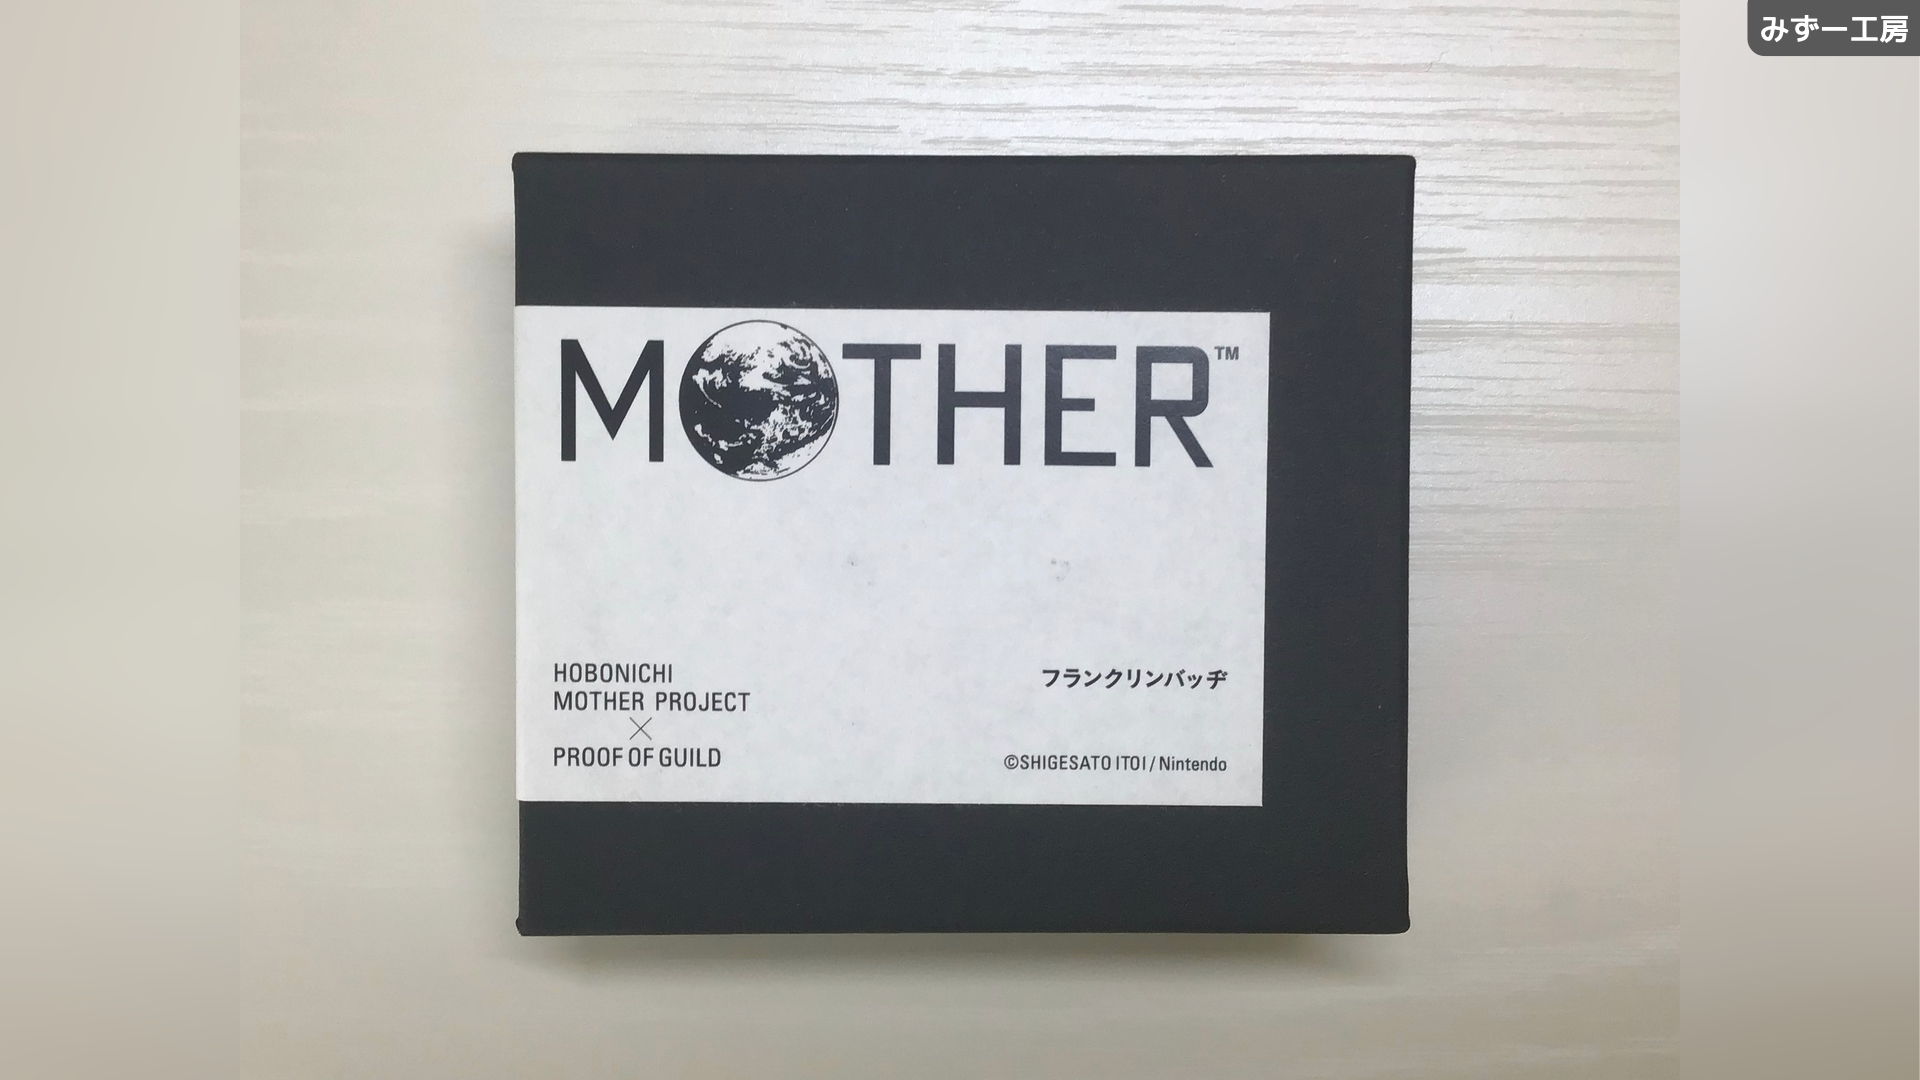 みずー工房
MOTHER™
HOBONICHI
MOTHER PROJECT
×
PROOF OF GUILD
フランクリンバッヂ
©SHIGESATO ITOI / Nintendo